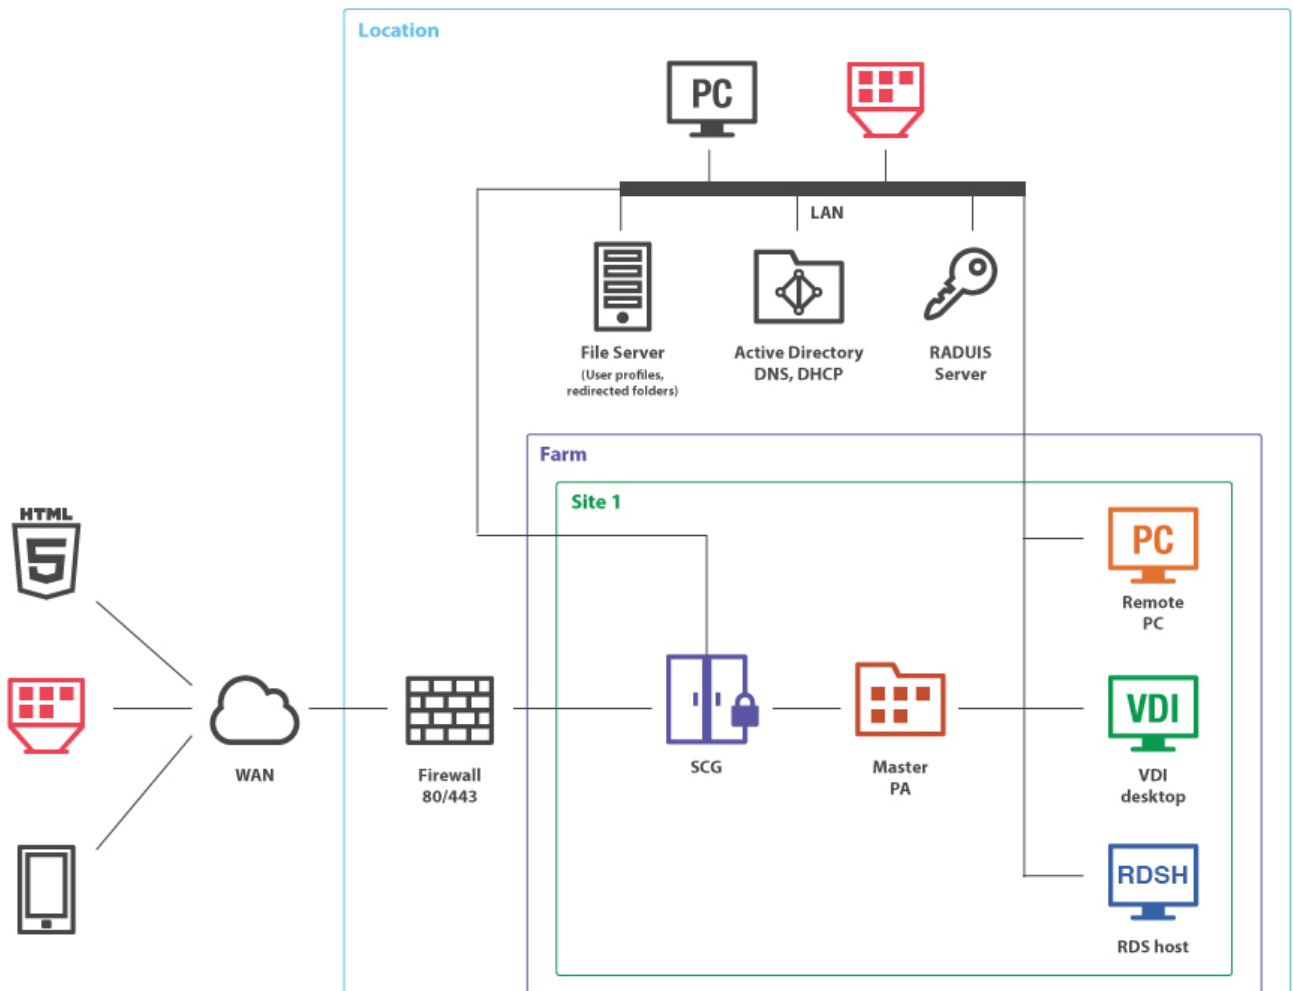 Location
PC
LAN
File Server
(User profiles,
redirected folders)
Active Directory
DNS, DHCP
RADUIS
Server
Farm
Site 1
HTML
5
PC
Remote
PC
WAN
Firewall
80/443
SCG
Master
PA
VDI
VDI
desktop
RDSH
RDS host